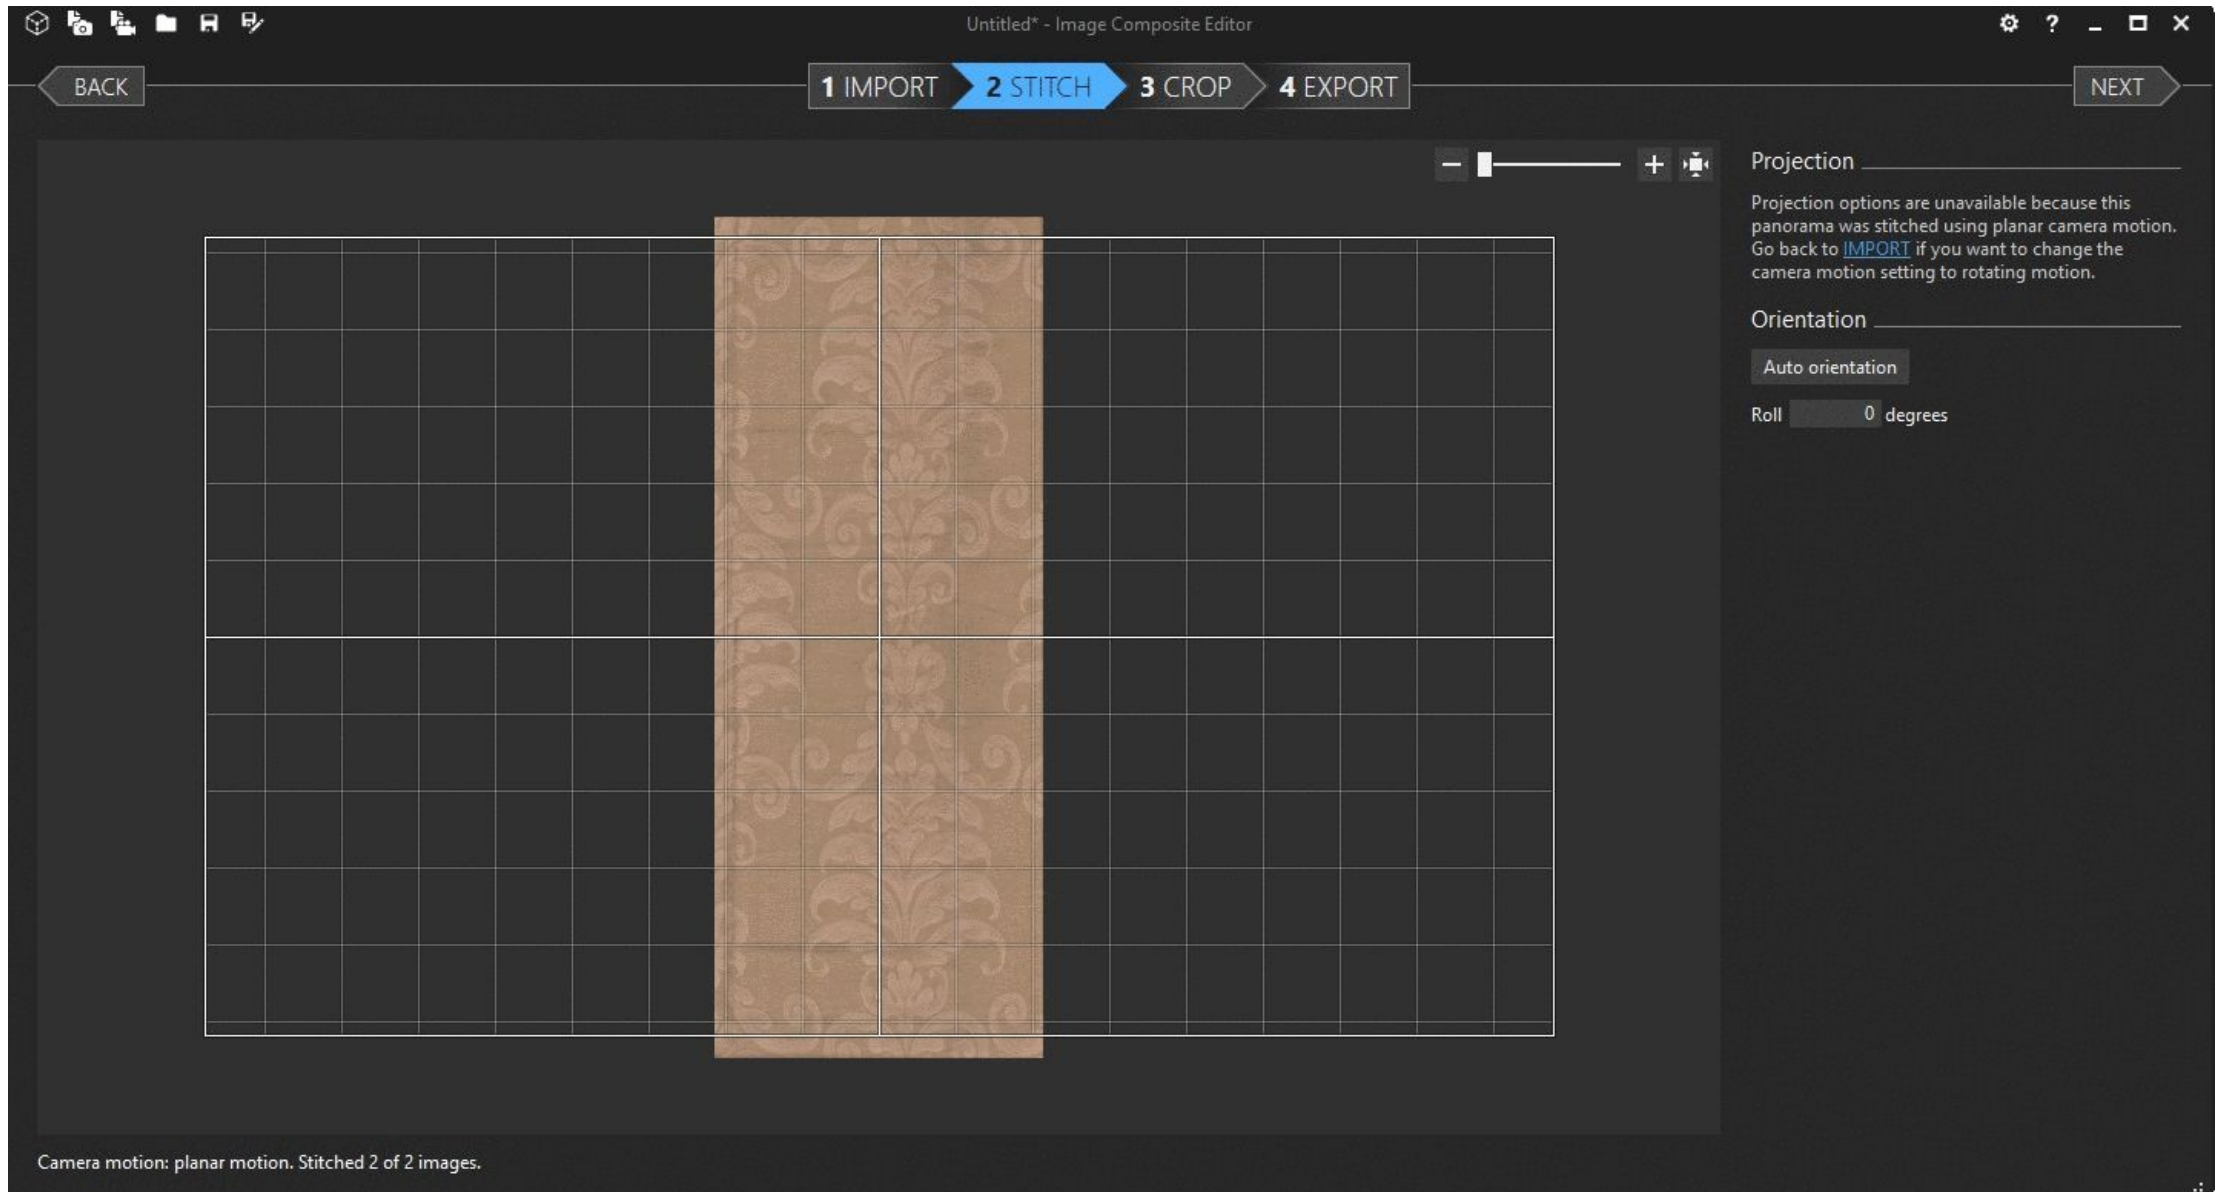 Untitled* - Image Composite Editor
?
BACK
1 IMPORT
2 STITCH
3 CROP
4 EXPORT
NEXT
Projection
Projection options are unavailable because this
panorama was stitched using planar camera motion.
Go back to IMPORT if you want to change the
camera motion setting to rotating motion.
Orientation
Auto orientation
Roll 0 degrees
Camera motion: planar motion. Stitched 2 of 2 images.